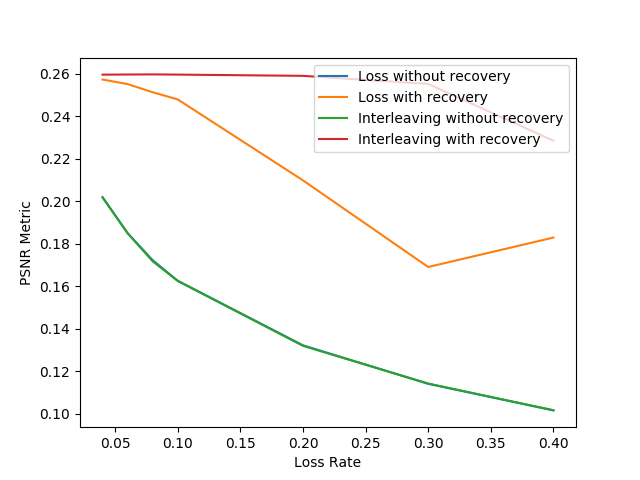 0.26
0.24
0.22
0.20
0.18
0.16
0.14
0.12
0.10
PSNR Metric
Loss without recovery
Loss with recovery
Interleaving without recovery
Interleaving with recovery
0.05 0.10 0.15 0.20 0.25 0.30 0.35 0.40
Loss Rate